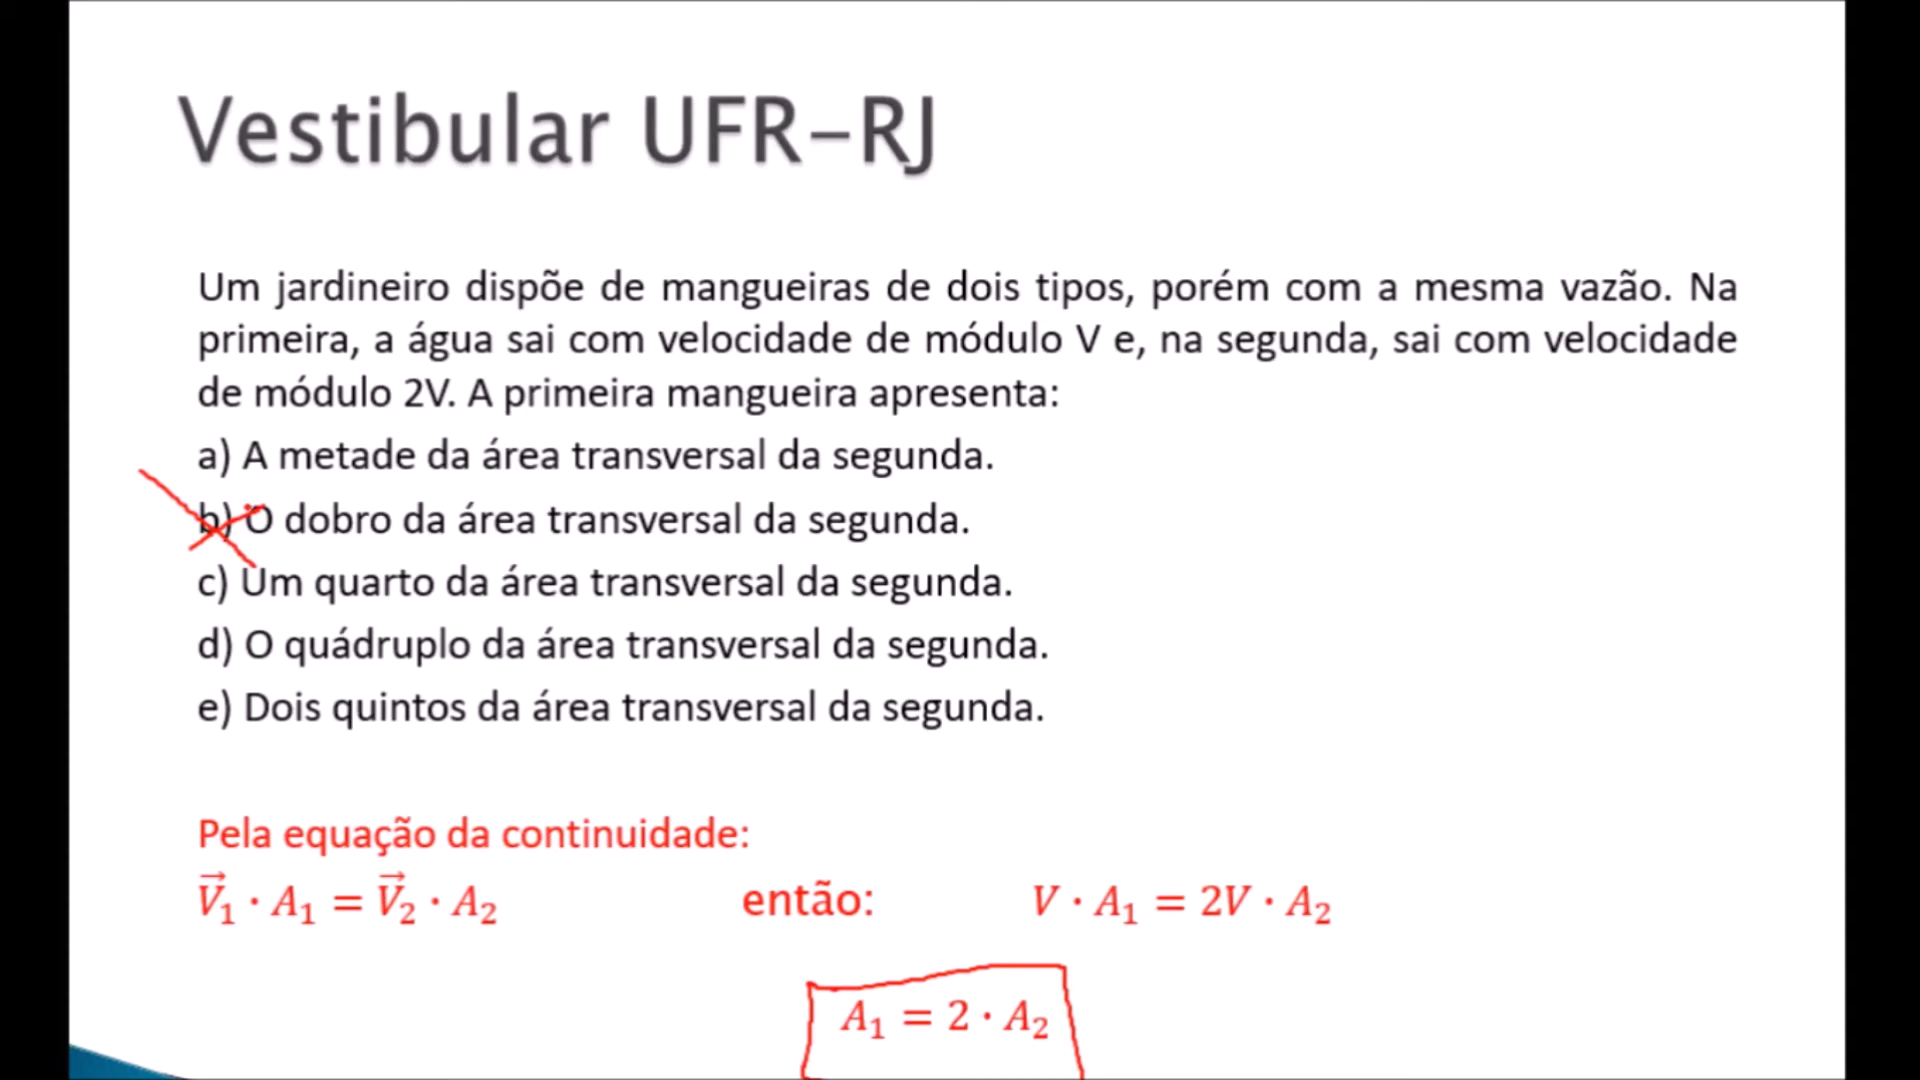 Vestibular UFR-RJ
Um jardineiro dispõe de mangueiras de dois tipos, porém com a mesma vazão. Na
primeira, a água sai com velocidade de módulo V e, na segunda, sai com velocidade
de módulo 2V. A primeira mangueira apresenta:
a) A metade da área transversal da segunda.
b) O dobro da área transversal da segunda.
c) Um quarto da área transversal da segunda.
d) O quádruplo da área transversal da segunda.
e) Dois quintos da área transversal da segunda.
Pela equação da continuidade:
V⃗₁ · A₁ = V⃗₂ · A₂ então: V · A₁ = 2V · A₂
A₁ = 2 · A₂